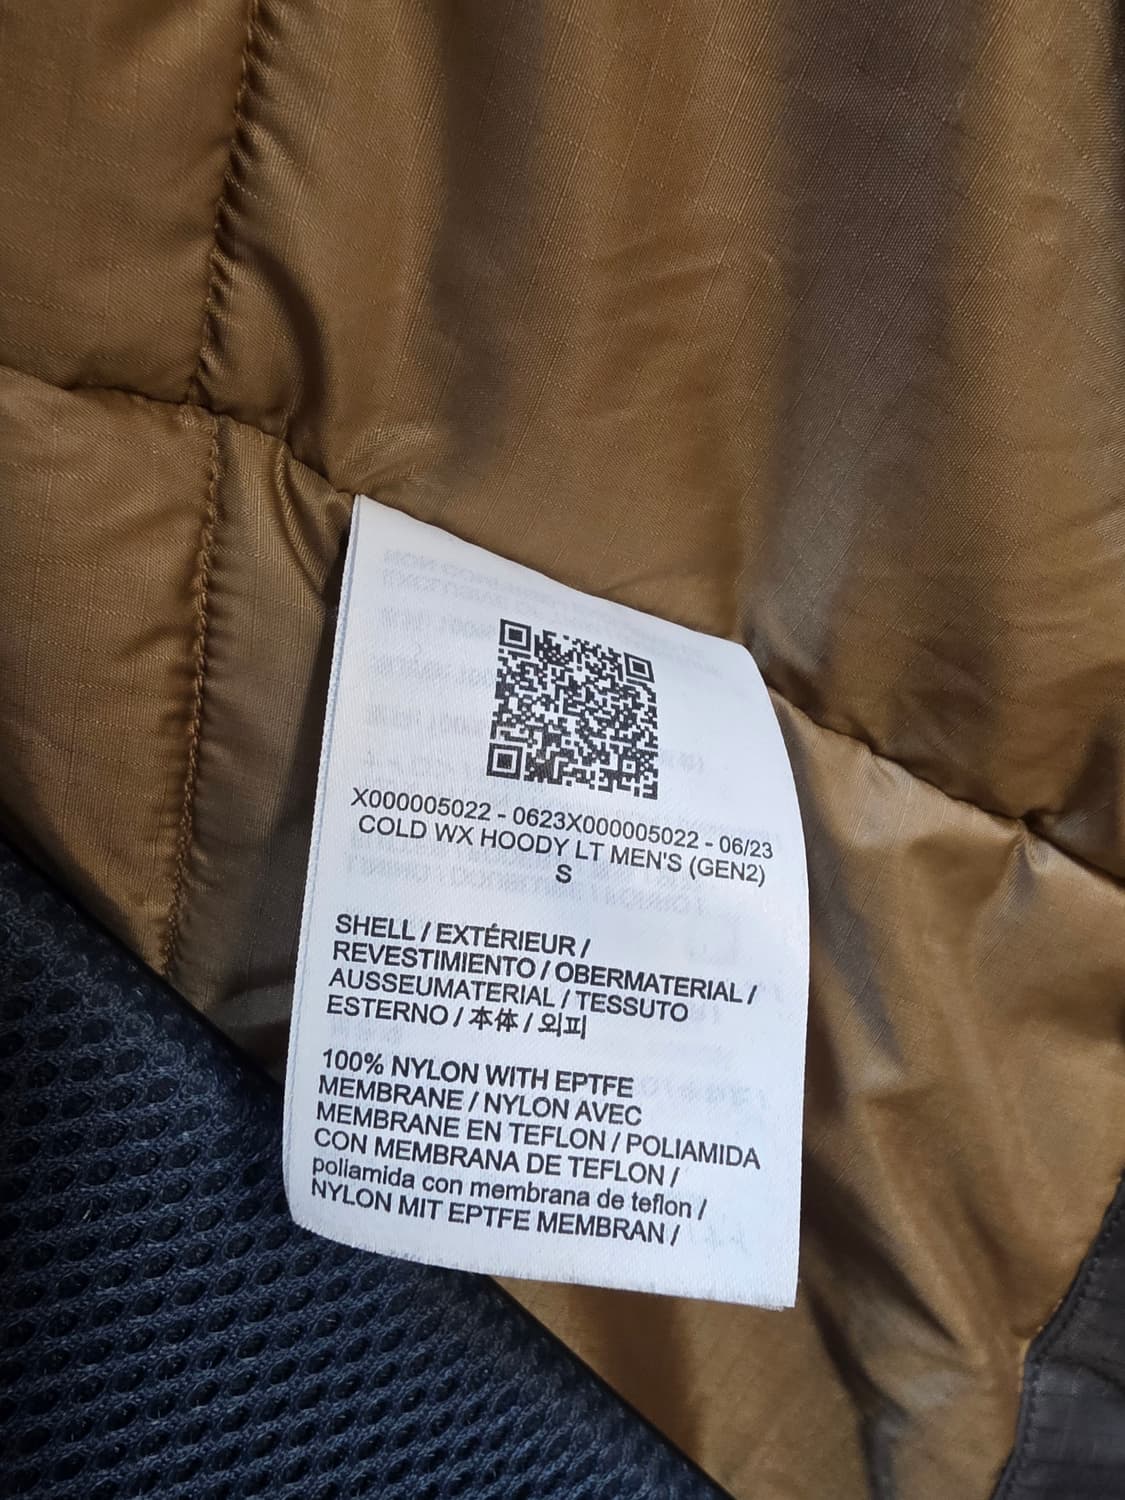 X000005022 - 0623X000005022 - 06/23
COLD WX HOODY LT MEN'S (GEN2)
S
SHELL / EXTÉRIEUR /
REVESTIMIENTO / OBERMATERIAL /
AUSSEUMATERIAL / TESSUTO
ESTERNO / 本体 / 외피
100% NYLON WITH EPTFE
MEMBRANE / NYLON AVEC
MEMBRANE EN TEFLON / POLIAMIDA
CON MEMBRANA DE TEFLON /
poliamida con membrana de teflon /
NYLON MIT EPTFE MEMBRAN /